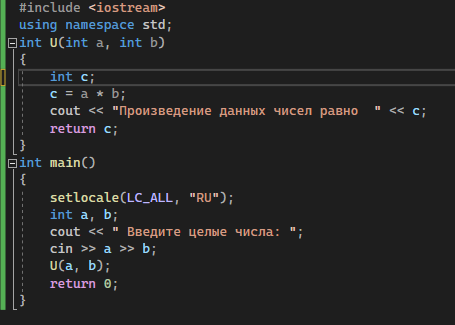 #include <iostream>
using namespace std;
int U(int a, int b)
{
int c;
c = a * b;
cout << "Произведение данных чисел равно  " << c;
return c;
}
int main()
{
setlocale(LC_ALL, "RU");
int a, b;
cout << " Введите целые числа: ";
cin >> a >> b;
U(a, b);
return 0;
}